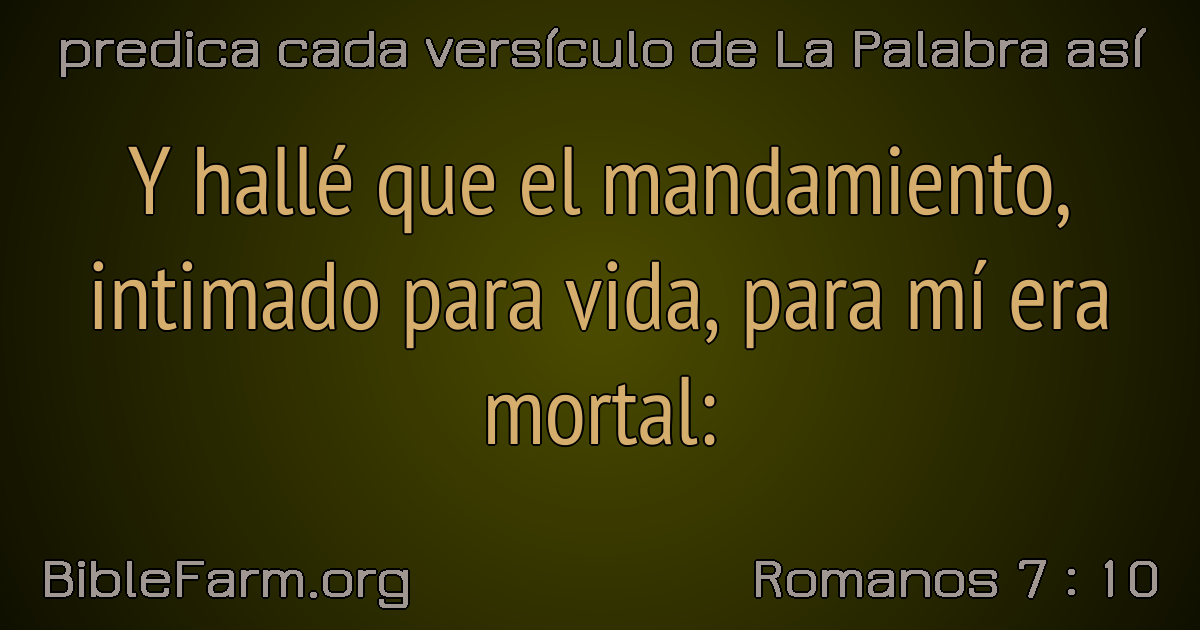 predica cada versículo de La Palabra así
Y hallé que el mandamiento,
intimado para vida, para mí era
mortal:
BibleFarm.org
Romanos 7 : 10